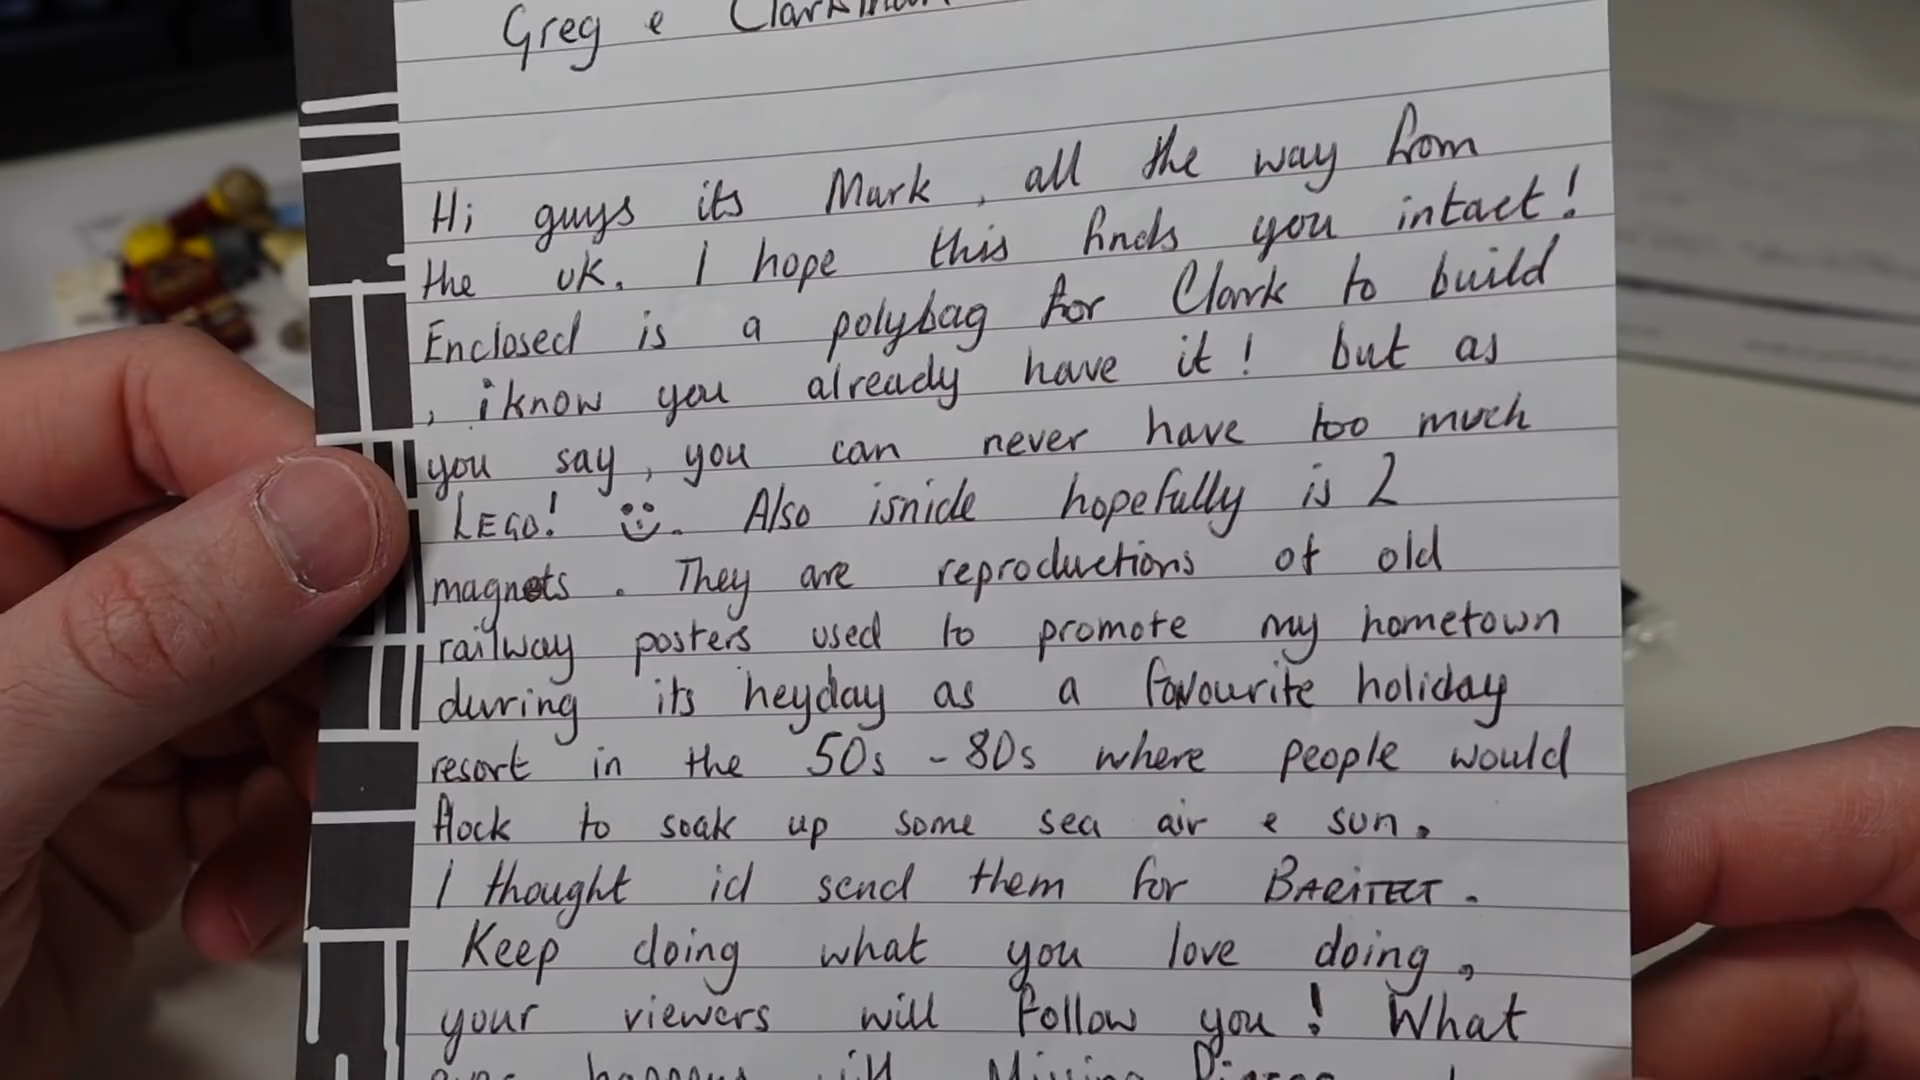 Greg e
Hi guys its Mark, all the way from
the uk. I hope this finds you intact!
Enclosed is a polybag for Clark to build
, i know you already have it! but as
you say, you can never have too much
LEGO! Also isnide hopefully is 2
magnets. They are reproductions of old
railway posters used to promote my hometown
during its heyday as a favourite holiday
resort in the 50s - 80s where people would
flock to soak up some sea air e sun.
I thought id send them for BARITECT.
Keep doing what you love doing,
your viewers will follow you! What